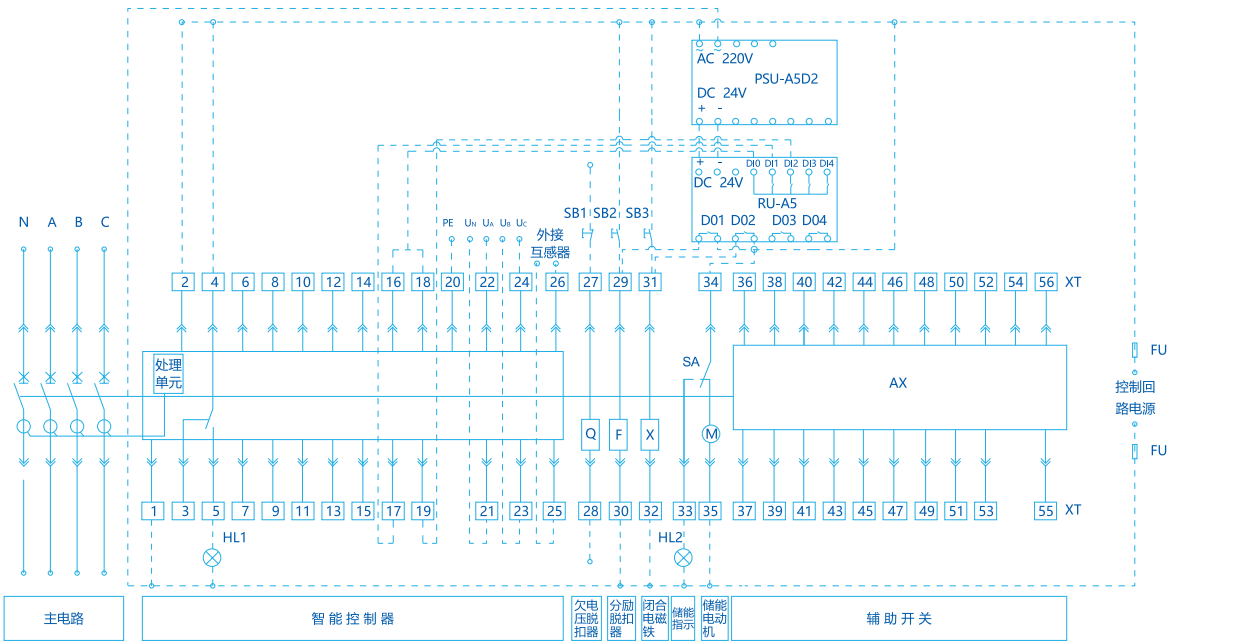 ~ ~
AC 220V
PSU-A5D2
DC 24V
+ -
+ - DI0 DI1 DI2 DI3 DI4
DC 24V
RU-A5
D01 D02 D03 D04
SB1 SB2 SB3
N A B C
PE UN UA UB UC
外接
互感器
2 4 6 8 10 12 14 16 18 20 22 24 26 27 29 31 34 36 38 40 42 44 46 48 50 52 54 56 XT
处理
单元
SA
AX
FU
控制回
路电源
FU
Q F X M
1 3 5 7 9 11 13 15 17 19 21 23 25 28 30 32 33 35 37 39 41 43 45 47 49 51 53 55 XT
HL1 HL2
主电路
智能控制器
欠电
压脱
扣器
分励
脱扣
器
闭合
电磁
铁
储能
指示
储能
电动
机
辅助开关